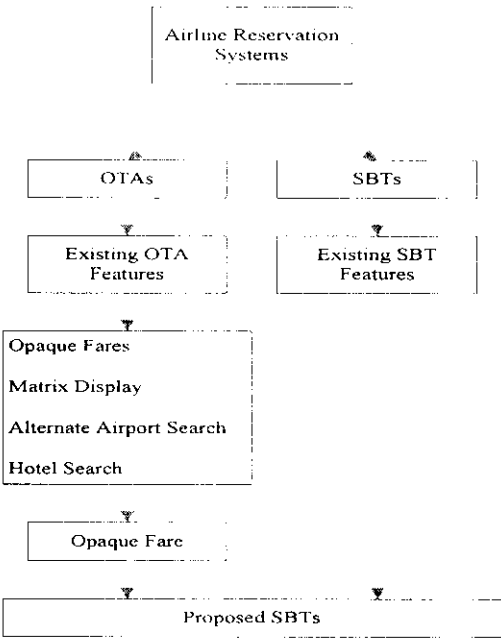 Airline Reservation
Systems
OTAs
SBTs
Existing OTA
Features
Existing SBT
Features
Opaque Fares
Matrix Display
Alternate Airport Search
Hotel Search
Opaque Fare
Proposed SBTs